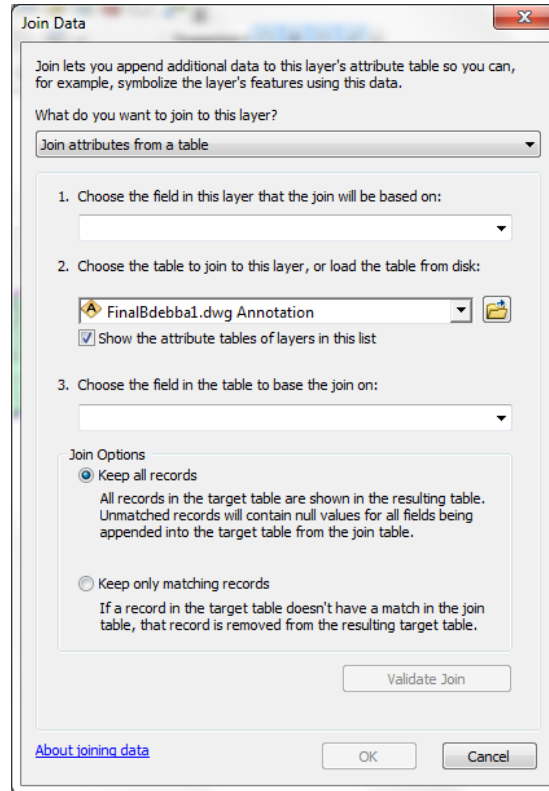 Join Data
Join lets you append additional data to this layer's attribute table so you can,
for example, symbolize the layer's features using this data.
What do you want to join to this layer?
Join attributes from a table
1. Choose the field in this layer that the join will be based on:
2. Choose the table to join to this layer, or load the table from disk:
FinalBdebba1.dwg Annotation
Show the attribute tables of layers in this list
3. Choose the field in the table to base the join on:
Join Options
Keep all records
All records in the target table are shown in the resulting table.
Unmatched records will contain null values for all fields being
appended into the target table from the join table.
Keep only matching records
If a record in the target table doesn't have a match in the join
table, that record is removed from the resulting target table.
Validate Join
About joining data
OK
Cancel